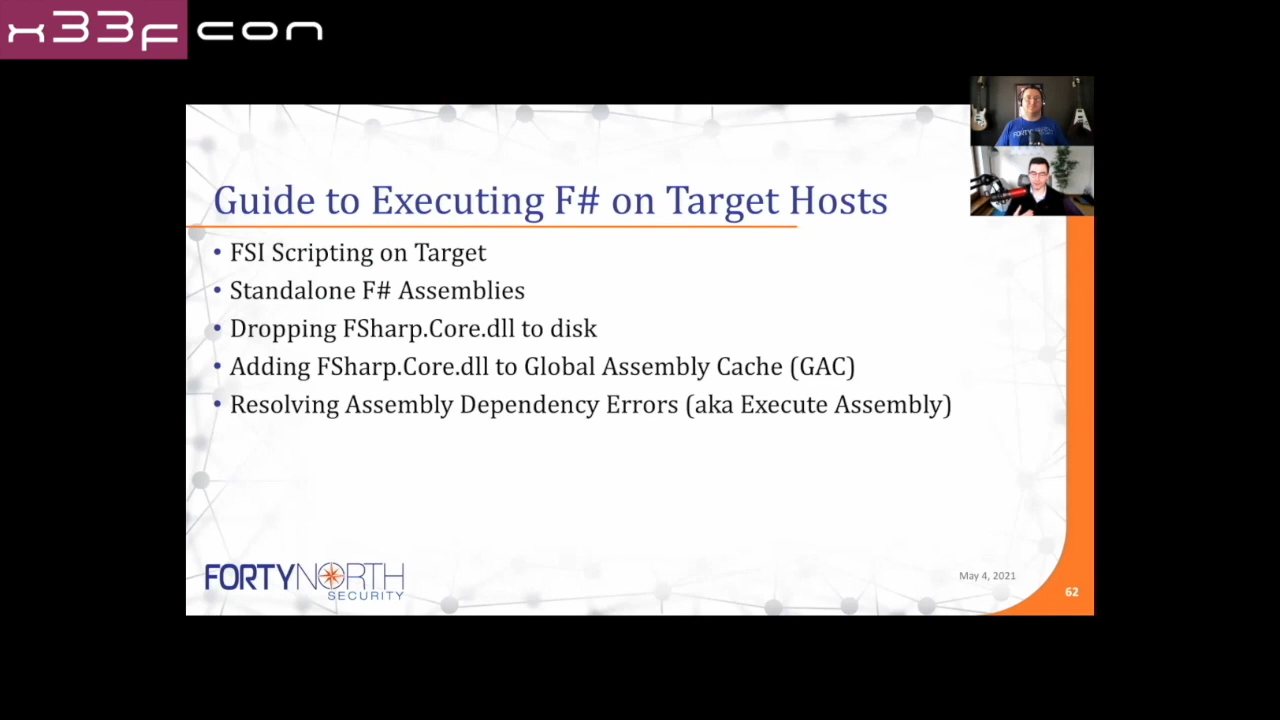 x33fcon
Guide to Executing F# on Target Hosts
• FSI Scripting on Target
• Standalone F# Assemblies
• Dropping FSharp.Core.dll to disk
• Adding FSharp.Core.dll to Global Assembly Cache (GAC)
• Resolving Assembly Dependency Errors (aka Execute Assembly)
FORTYNORTH
SECURITY
May 4, 2021
62